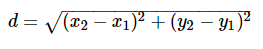 d = √((x₂ − x₁)² + (y₂ − y₁)²)